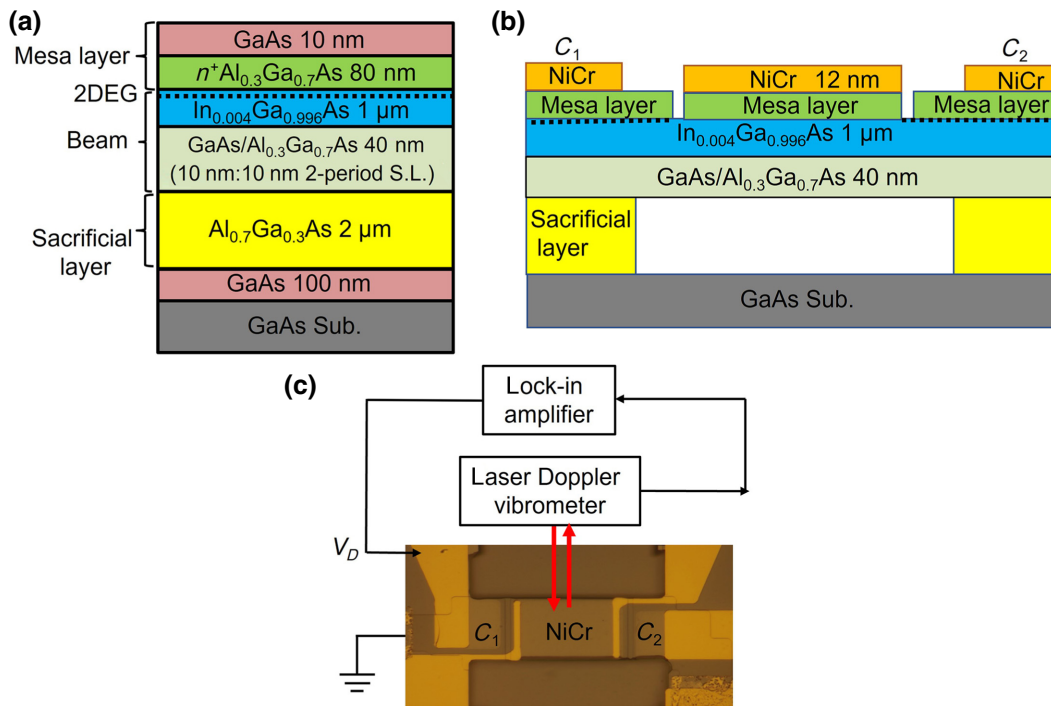 (a)
GaAs 10 nm
Mesa layer
n⁺Al₀.₃Ga₀.₇As 80 nm
2DEG
In₀.₀₀₄Ga₀.₉₉₆As 1 µm
Beam
GaAs/Al₀.₃Ga₀.₇As 40 nm
(10 nm:10 nm 2-period S.L.)
Sacrificial
layer
Al₀.₇Ga₀.₃As 2 µm
GaAs 100 nm
GaAs Sub.
(b)
C₁
C₂
NiCr
NiCr 12 nm
NiCr
Mesa layer
Mesa layer
Mesa layer
In₀.₀₀₄Ga₀.₉₉₆As 1 µm
GaAs/Al₀.₃Ga₀.₇As 40 nm
Sacrificial
layer
GaAs Sub.
(c)
Lock-in
amplifier
Laser Doppler
vibrometer
V_D
C₁
NiCr
C₂